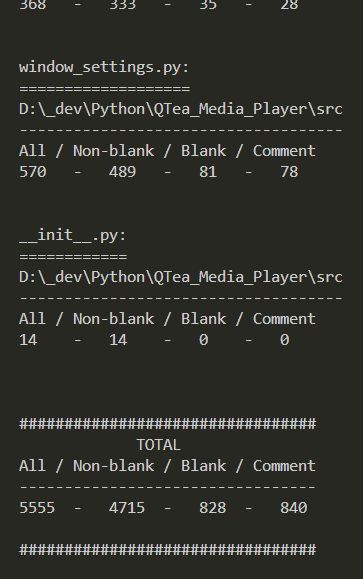 368   -   333   -   35   -   28
window_settings.py:
===================
D:\_dev\Python\QTea_Media_Player\src
------------------------------------
All / Non-blank / Blank / Comment
570   -   489   -   81   -   78
__init__.py:
============
D:\_dev\Python\QTea_Media_Player\src
------------------------------------
All / Non-blank / Blank / Comment
14    -   14    -   0    -   0
#################################
TOTAL
All / Non-blank / Blank / Comment
---------------------------------
5555  -   4715  -   828  -   840
#################################